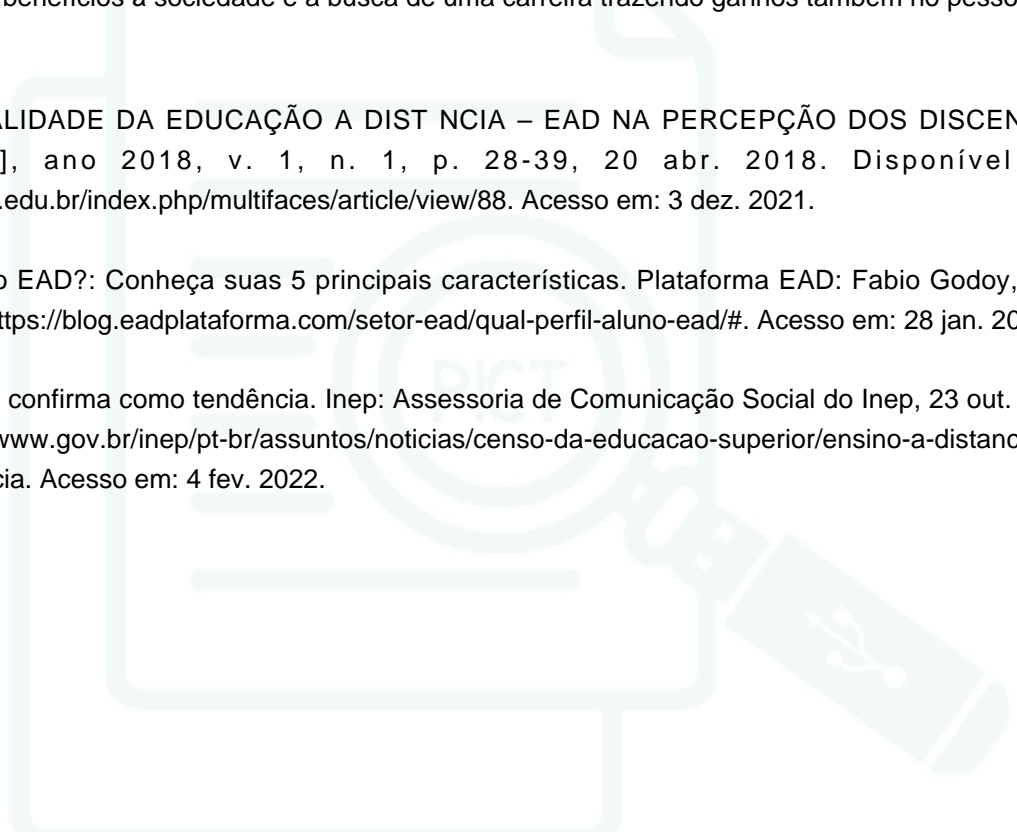 benefícios à sociedade e a busca de uma carreira trazendo ganhos também no pesso
ALIDADE DA EDUCAÇÃO A DIST NCIA – EAD NA PERCEPÇÃO DOS DISCEN
], ano 2018, v. 1, n. 1, p. 28-39, 20 abr. 2018. Disponível
.edu.br/index.php/multifaces/article/view/88. Acesso em: 3 dez. 2021.
o EAD?: Conheça suas 5 principais características. Plataforma EAD: Fabio Godoy,
ttps://blog.eadplataforma.com/setor-ead/qual-perfil-aluno-ead/#. Acesso em: 28 jan. 20
confirma como tendência. Inep: Assessoria de Comunicação Social do Inep, 23 out.
www.gov.br/inep/pt-br/assuntos/noticias/censo-da-educacao-superior/ensino-a-distanc
cia. Acesso em: 4 fev. 2022.
PICT